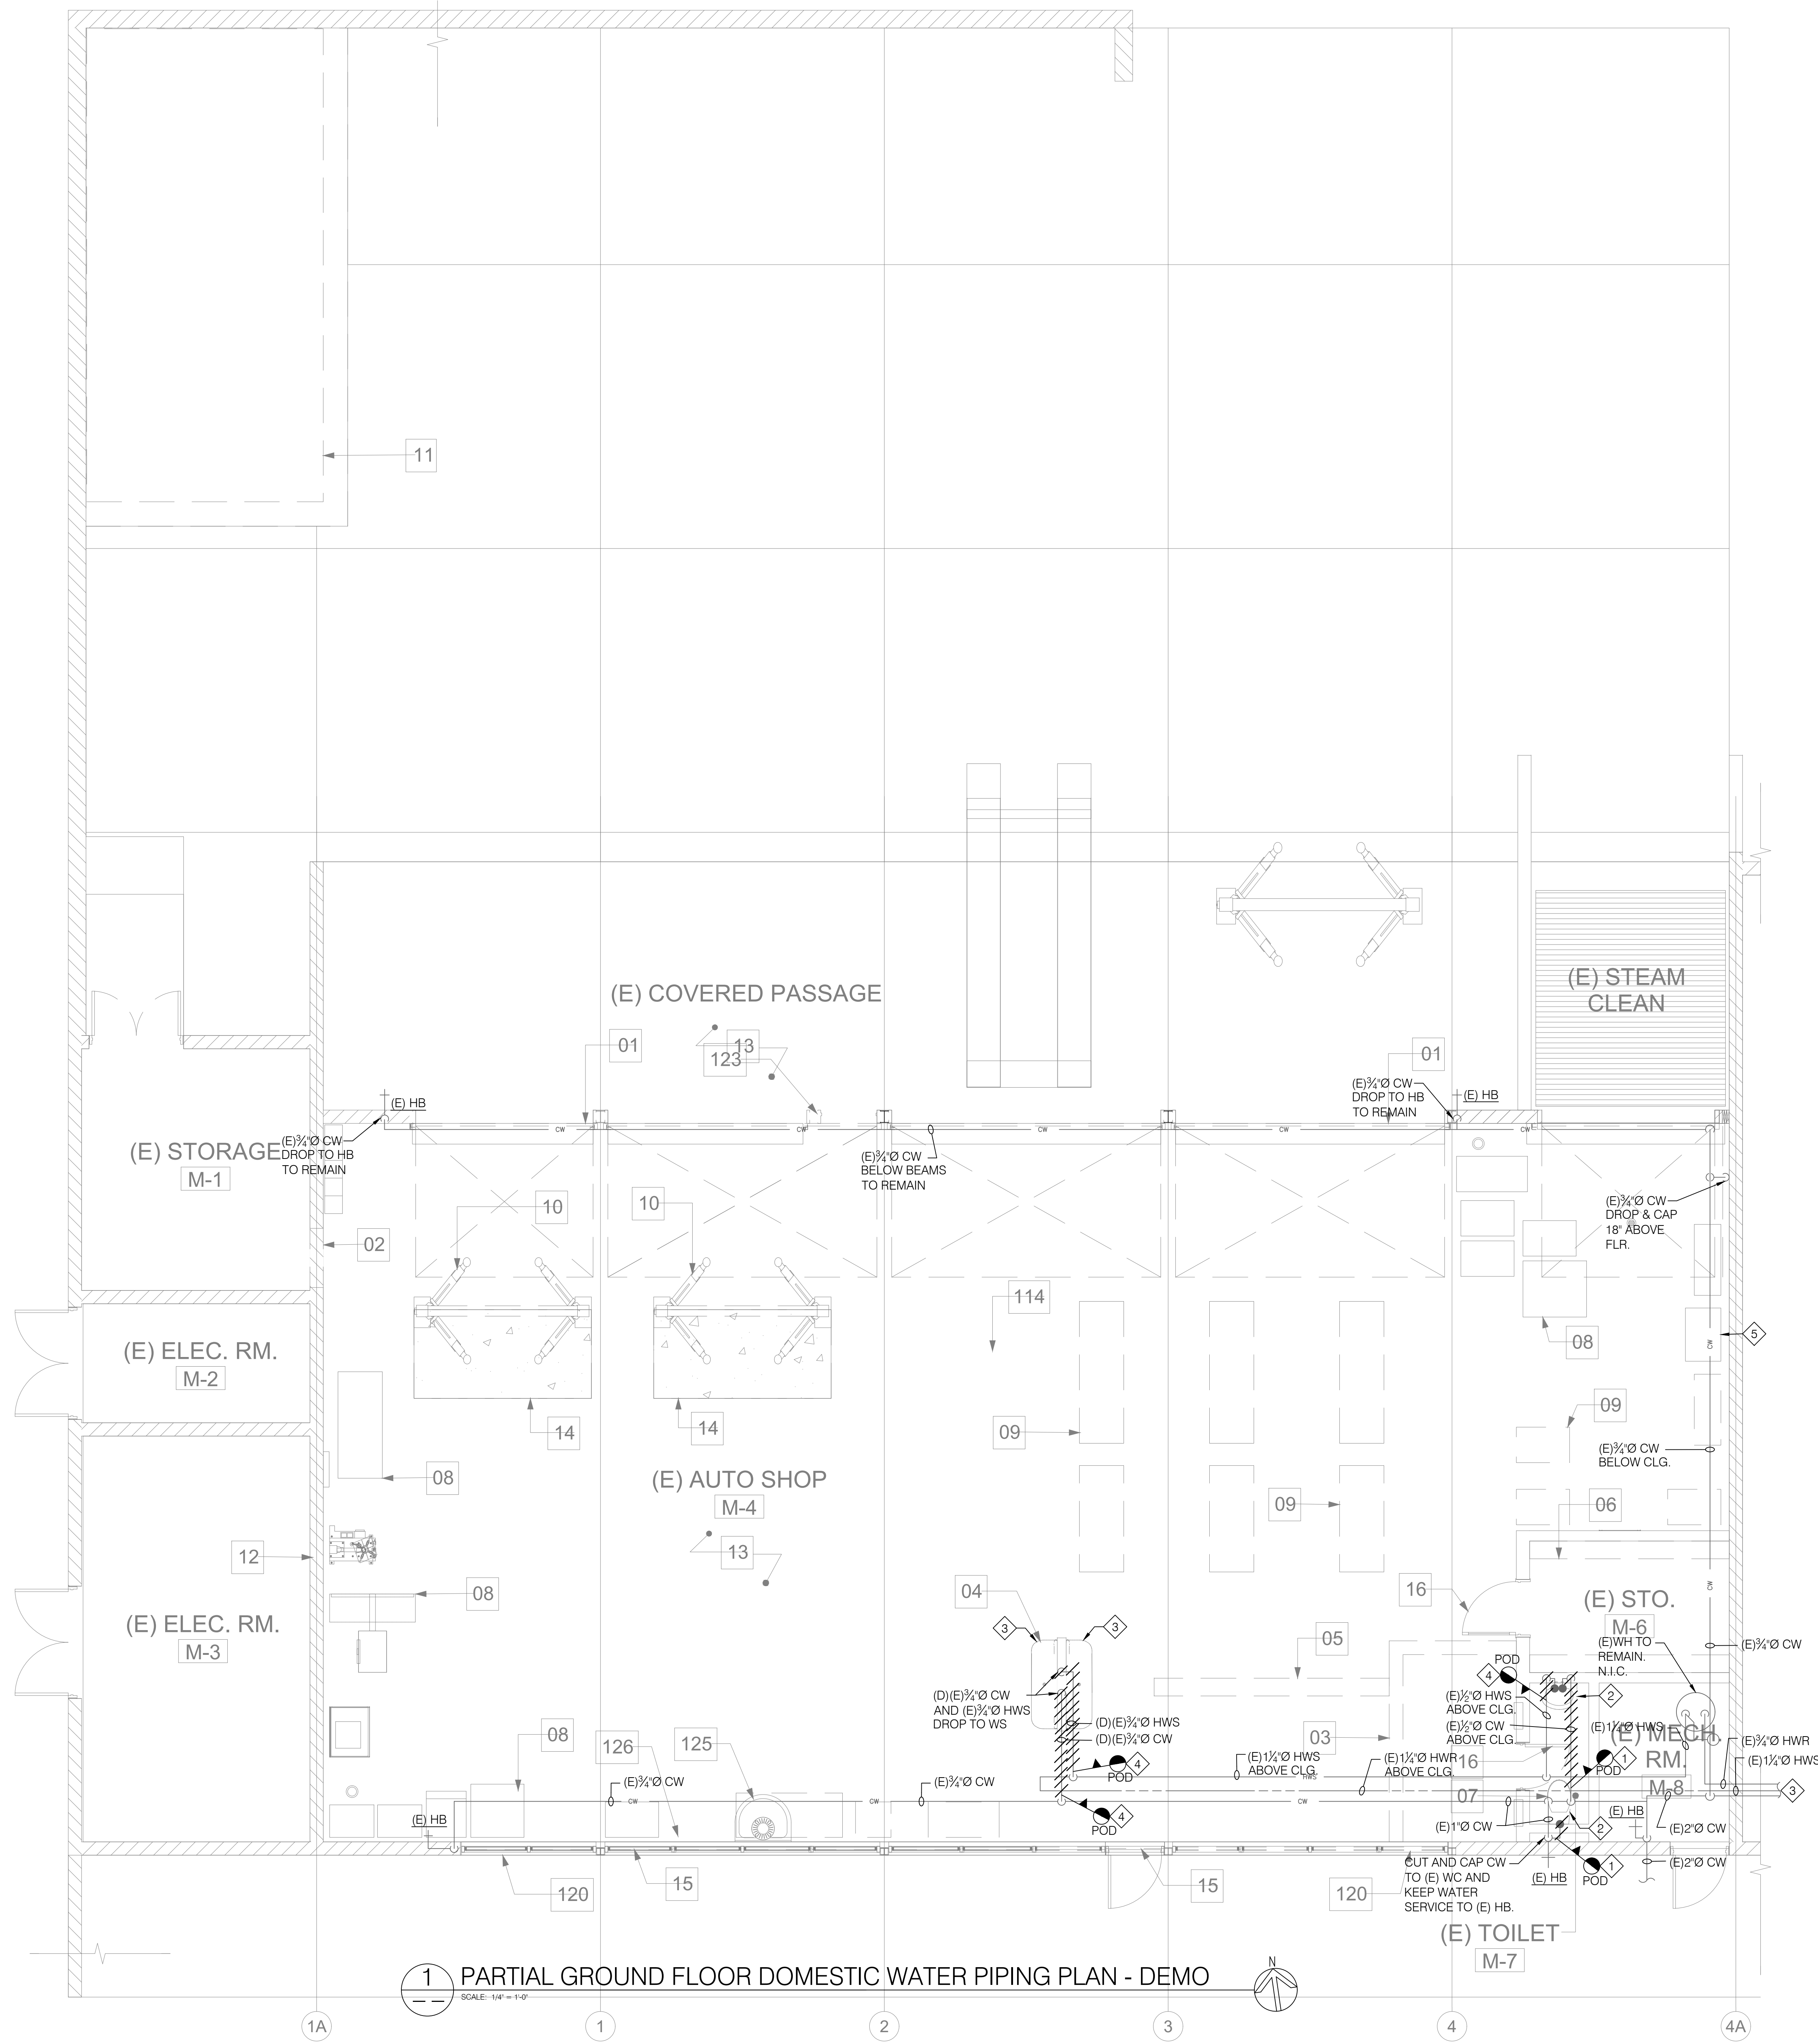 11
(E) STEAM
CLEAN
(E) COVERED PASSAGE
01
13
123
01
(E)¾"Ø CW
DROP TO HB
TO REMAIN
(E) HB
(E) HB
(E)¾"Ø CW
DROP TO HB
TO REMAIN
CW
CW
CW
CW
CW
(E)¾"Ø CW
BELOW BEAMS
TO REMAIN
(E) STORAGE
M-1
02
10
10
(E)¾"Ø CW
DROP & CAP
18" ABOVE
FLR.
114
(E) ELEC. RM.
M-2
08
5
CW
14
14
09
09
(E)¾"Ø CW
BELOW CLG.
08
(E) AUTO SHOP
M-4
09
06
12
13
08
04
16
CW
(E) STO.
M-6
(E) ELEC. RM.
M-3
3
3
05
(E)WH TO
REMAIN.
N.I.C.
(E)¾"Ø CW
POD
4
2
(D)(E)¾"Ø CW
AND (E)¾"Ø HWS
DROP TO WS
(D)(E)¾"Ø HWS
(D)(E)¾"Ø CW
(E)½"Ø HWS
ABOVE CLG.
(E)½"Ø CW
ABOVE CLG.
(E)1¼"Ø HWS
(E) MECH.
RM.
M-8
(E)¾"Ø HWR
(E)1¼"Ø HWS
3
08
126
125
03
16
4
POD
(E)1¼"Ø HWS
ABOVE CLG.
HWS
(E)1¼"Ø HWR
ABOVE CLG.
1
POD
07
(E)¾"Ø CW
CW
CW
(E)¾"Ø CW
CW
4
POD
(E) HB
(E)1"Ø CW
2
(E) HB
(E)2"Ø CW
CUT AND CAP CW
TO (E) WC AND
KEEP WATER
SERVICE TO (E) HB.
(E) HB
1
POD
(E)2"Ø CW
120
15
15
120
(E) TOILET
M-7
1
PARTIAL GROUND FLOOR DOMESTIC WATER PIPING PLAN - DEMO
SCALE: 1/4" = 1'-0"
N
1A
1
2
3
4
4A